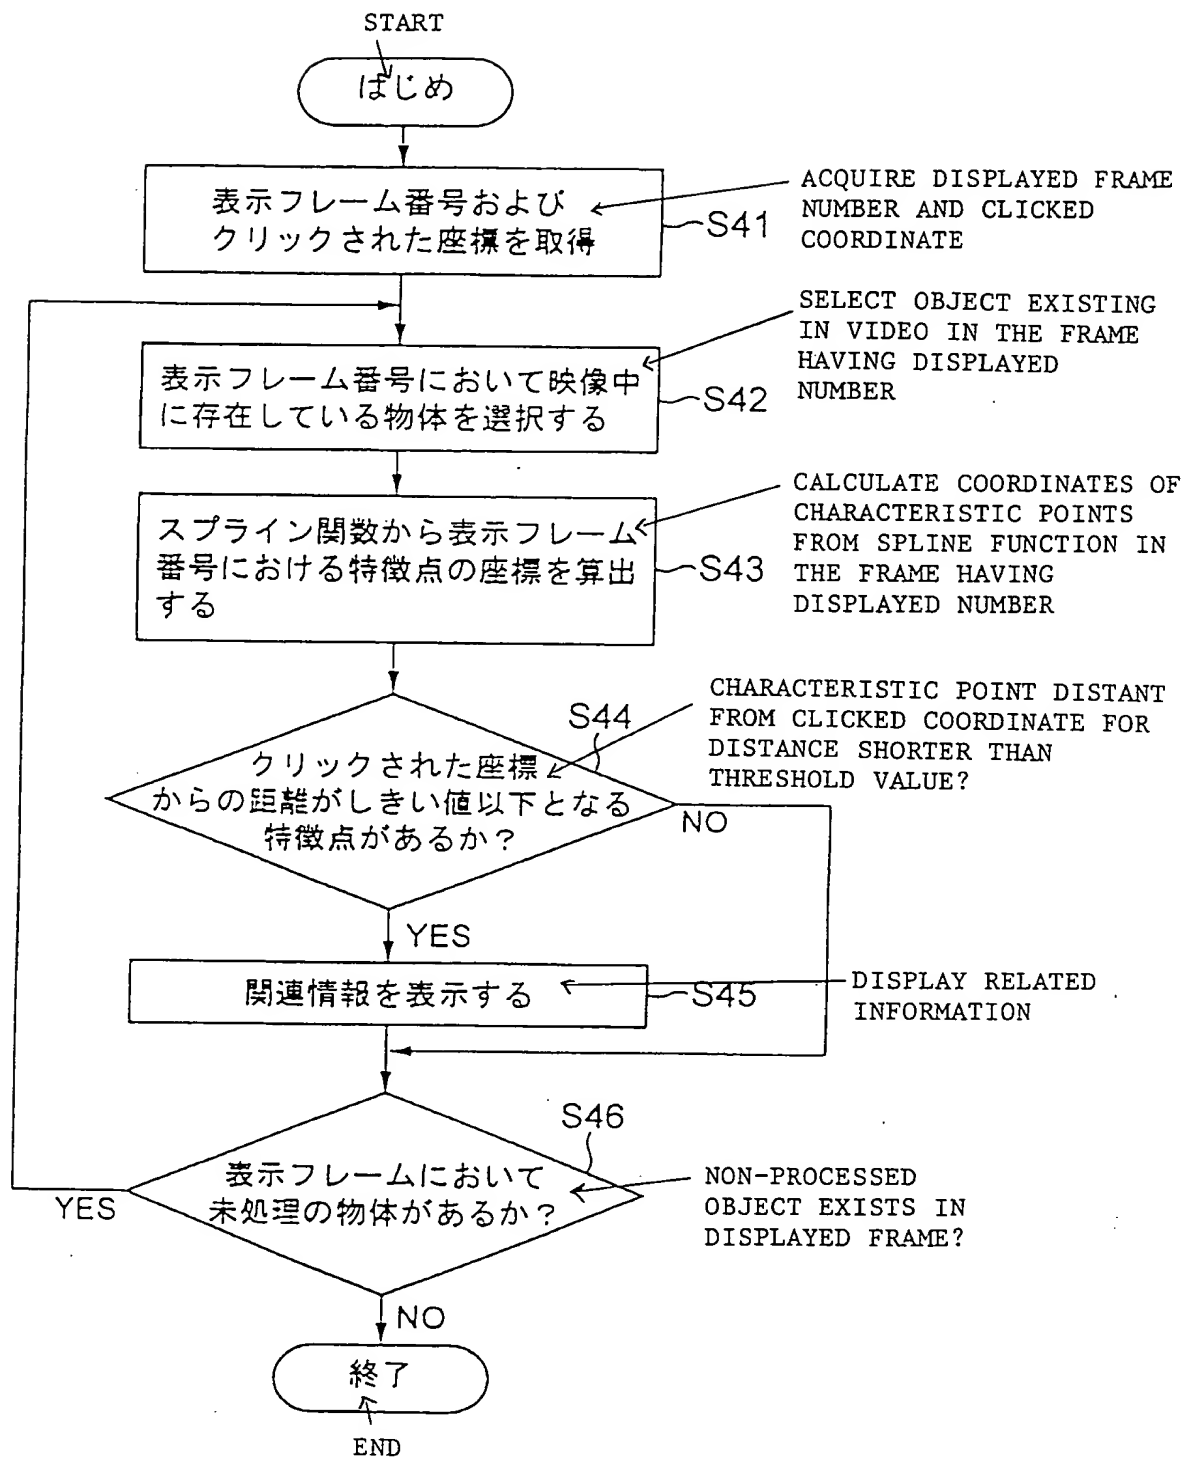 START
はじめ
表示フレーム番号および
クリックされた座標を取得
S41
ACQUIRE DISPLAYED FRAME
NUMBER AND CLICKED
COORDINATE
表示フレーム番号において映像中
に存在している物体を選択する
S42
SELECT OBJECT EXISTING
IN VIDEO IN THE FRAME
HAVING DISPLAYED
NUMBER
スプライン関数から表示フレーム
番号における特徴点の座標を算出
する
S43
CALCULATE COORDINATES OF
CHARACTERISTIC POINTS
FROM SPLINE FUNCTION IN
THE FRAME HAVING
DISPLAYED NUMBER
S44
クリックされた座標
からの距離がしきい値以下となる
特徴点があるか？
CHARACTERISTIC POINT DISTANT
FROM CLICKED COORDINATE FOR
DISTANCE SHORTER THAN
THRESHOLD VALUE?
NO
YES
関連情報を表示する
S45
DISPLAY RELATED
INFORMATION
S46
表示フレームにおいて
未処理の物体があるか？
NON-PROCESSED
OBJECT EXISTS IN
DISPLAYED FRAME?
YES
NO
終了
END